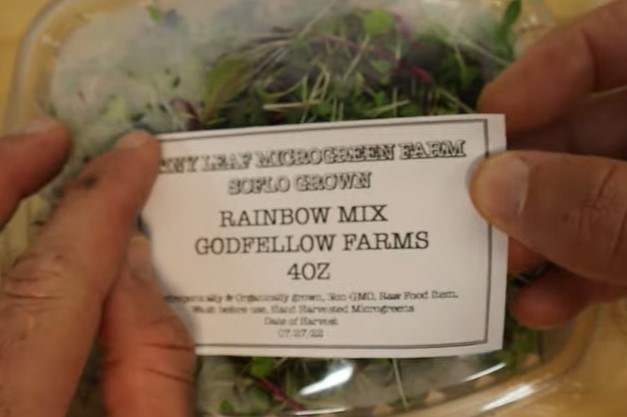 TINY LEAF MICROGREEN FARM
SOFLO GROWN
RAINBOW MIX
GODFELLOW FARMS
4OZ
& Organically grown, Non GMO, Raw Food Item.
Wash before use, Hand Harvested Microgreens
Date of Harvest
07/27/22